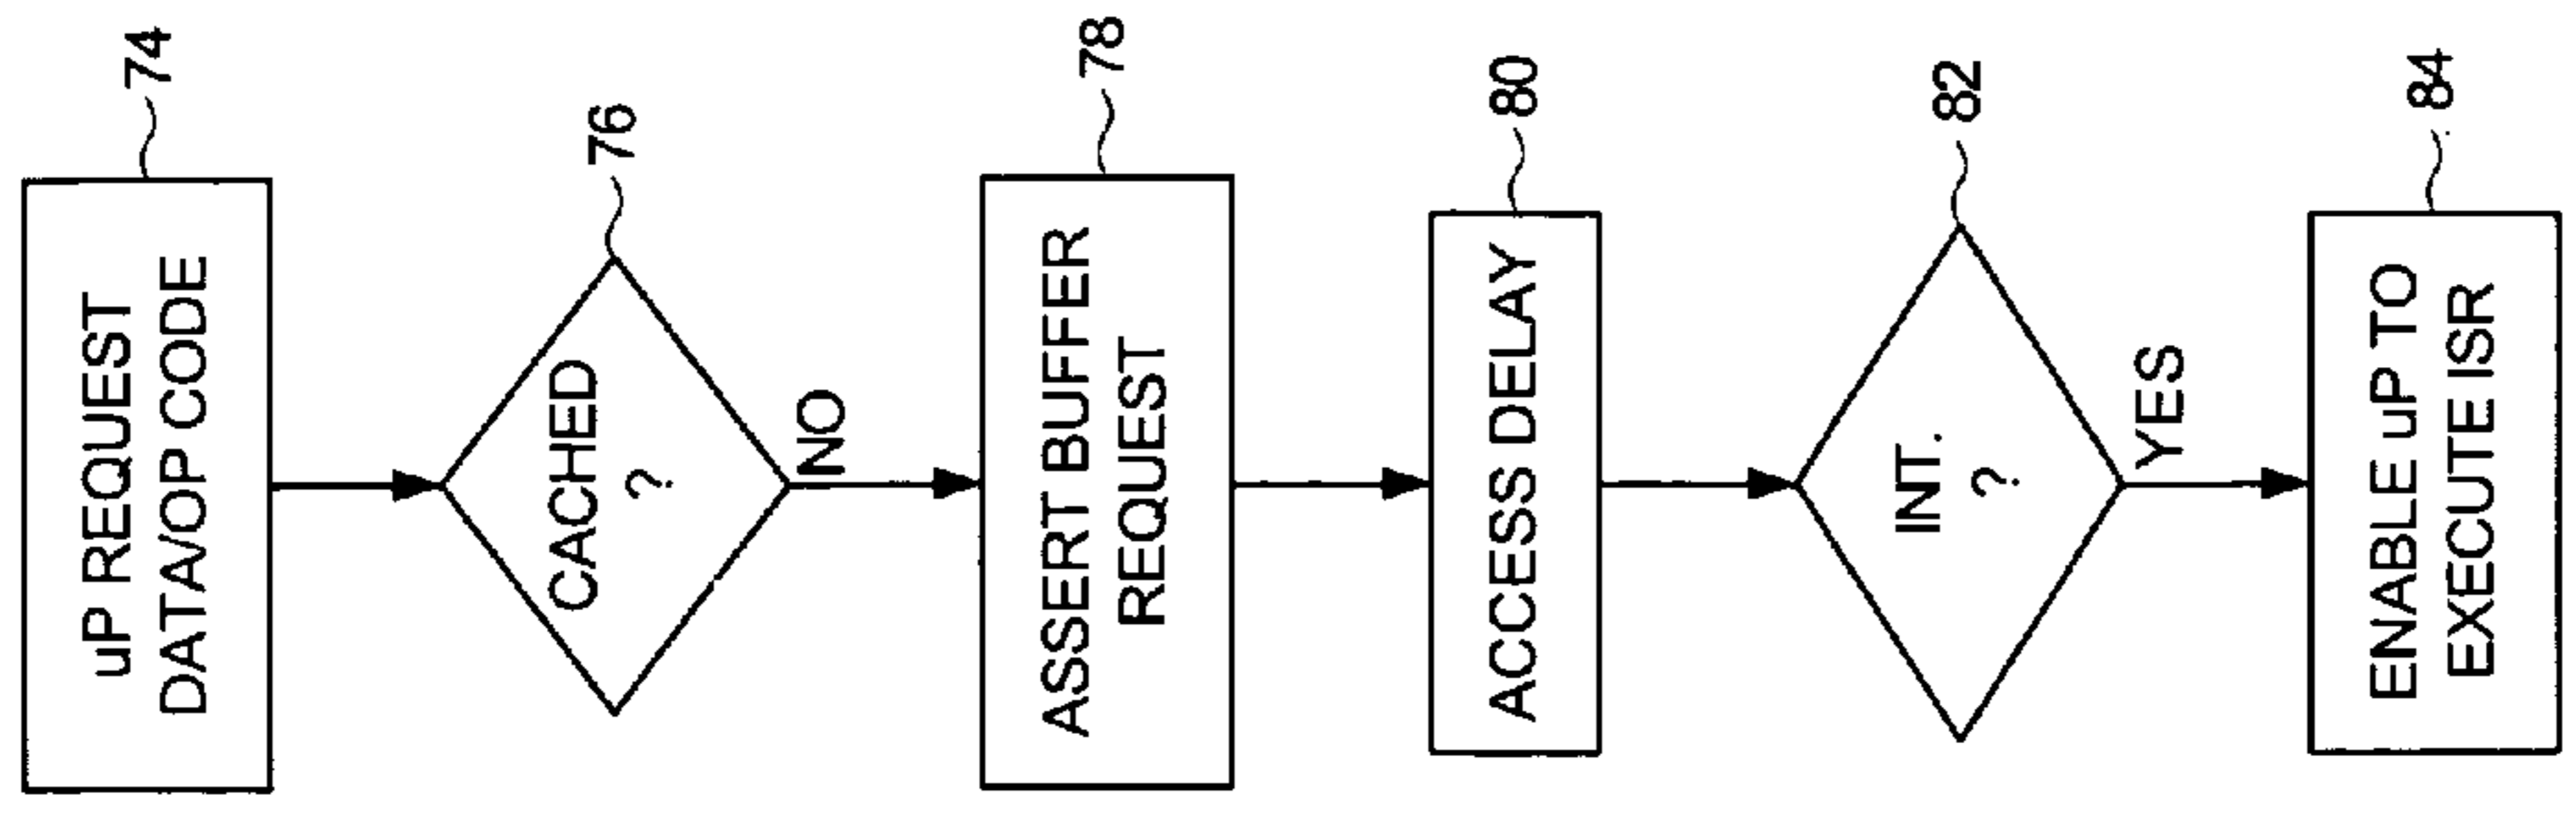 74
uP REQUEST
DATA/OP CODE
76
CACHED
?
NO
78
ASSERT BUFFER
REQUEST
80
ACCESS DELAY
82
INT.
?
YES
84
ENABLE uP TO
EXECUTE ISR